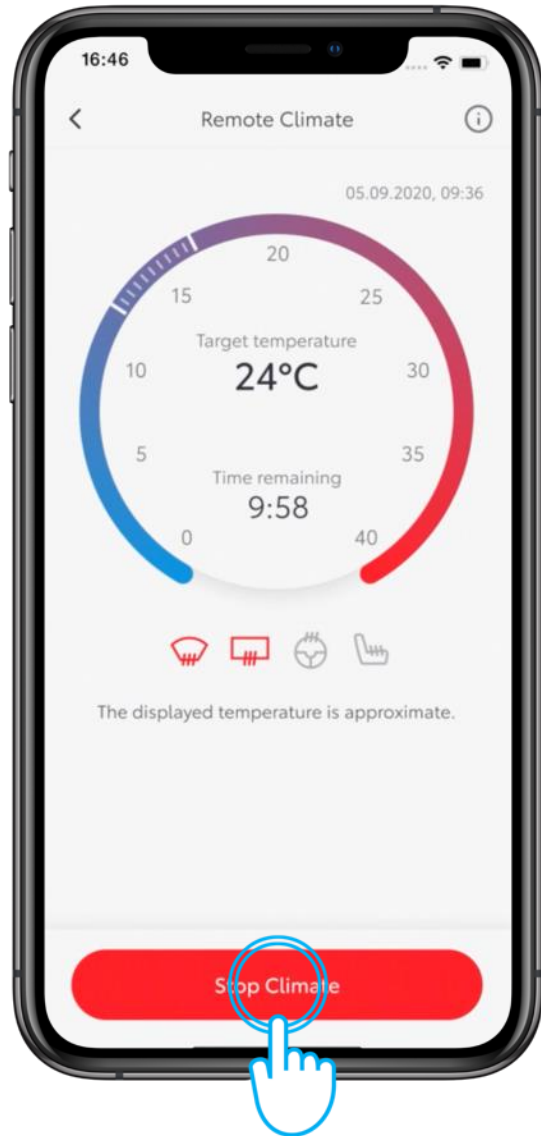 16:46
Remote Climate
05.09.2020, 09:36
20
15
25
Target temperature
10
24°C
30
5
35
Time remaining
9:58
0
40
The displayed temperature is approximate.
Stop Climate